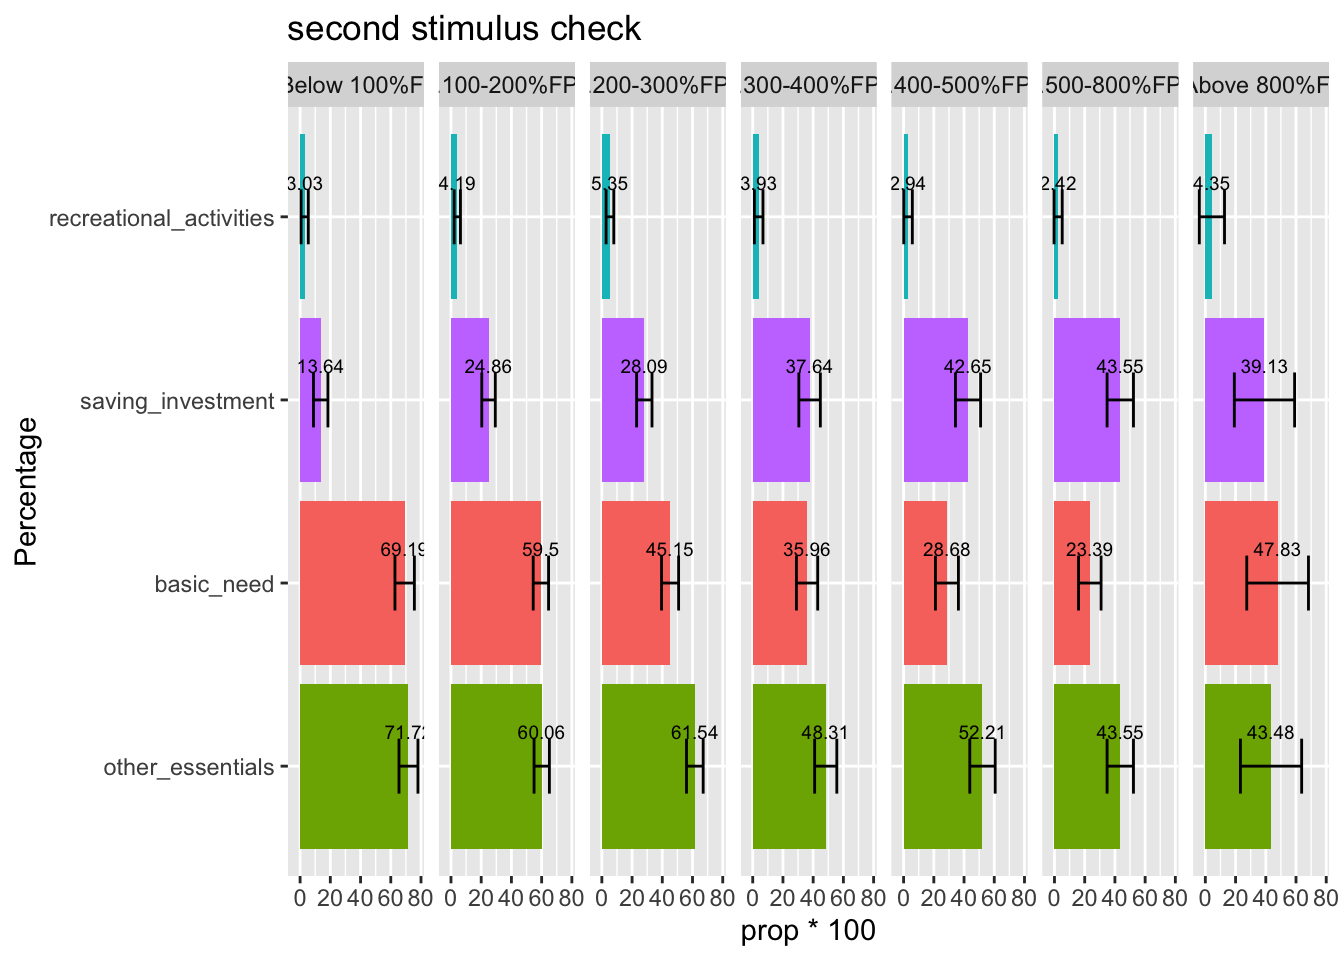 second stimulus check
Below 100%F .100-200%FP .200-300%FP .300-400%FP .400-500%FP .500-800%FP Above 800%F
3.03 4.19 5.35 3.93 2.94 2.42 4.35
recreational_activities
13.64 24.86 28.09 37.64 42.65 43.55 39.13
saving_investment
69.19 59.5 45.15 35.96 28.68 23.39 47.83
basic_need
71.72 60.06 61.54 48.31 52.21 43.55 43.48
other_essentials
Percentage
0 20 40 60 80 0 20 40 60 80 0 20 40 60 80 0 20 40 60 80 0 20 40 60 80 0 20 40 60 80 0 20 40 60 80
prop * 100